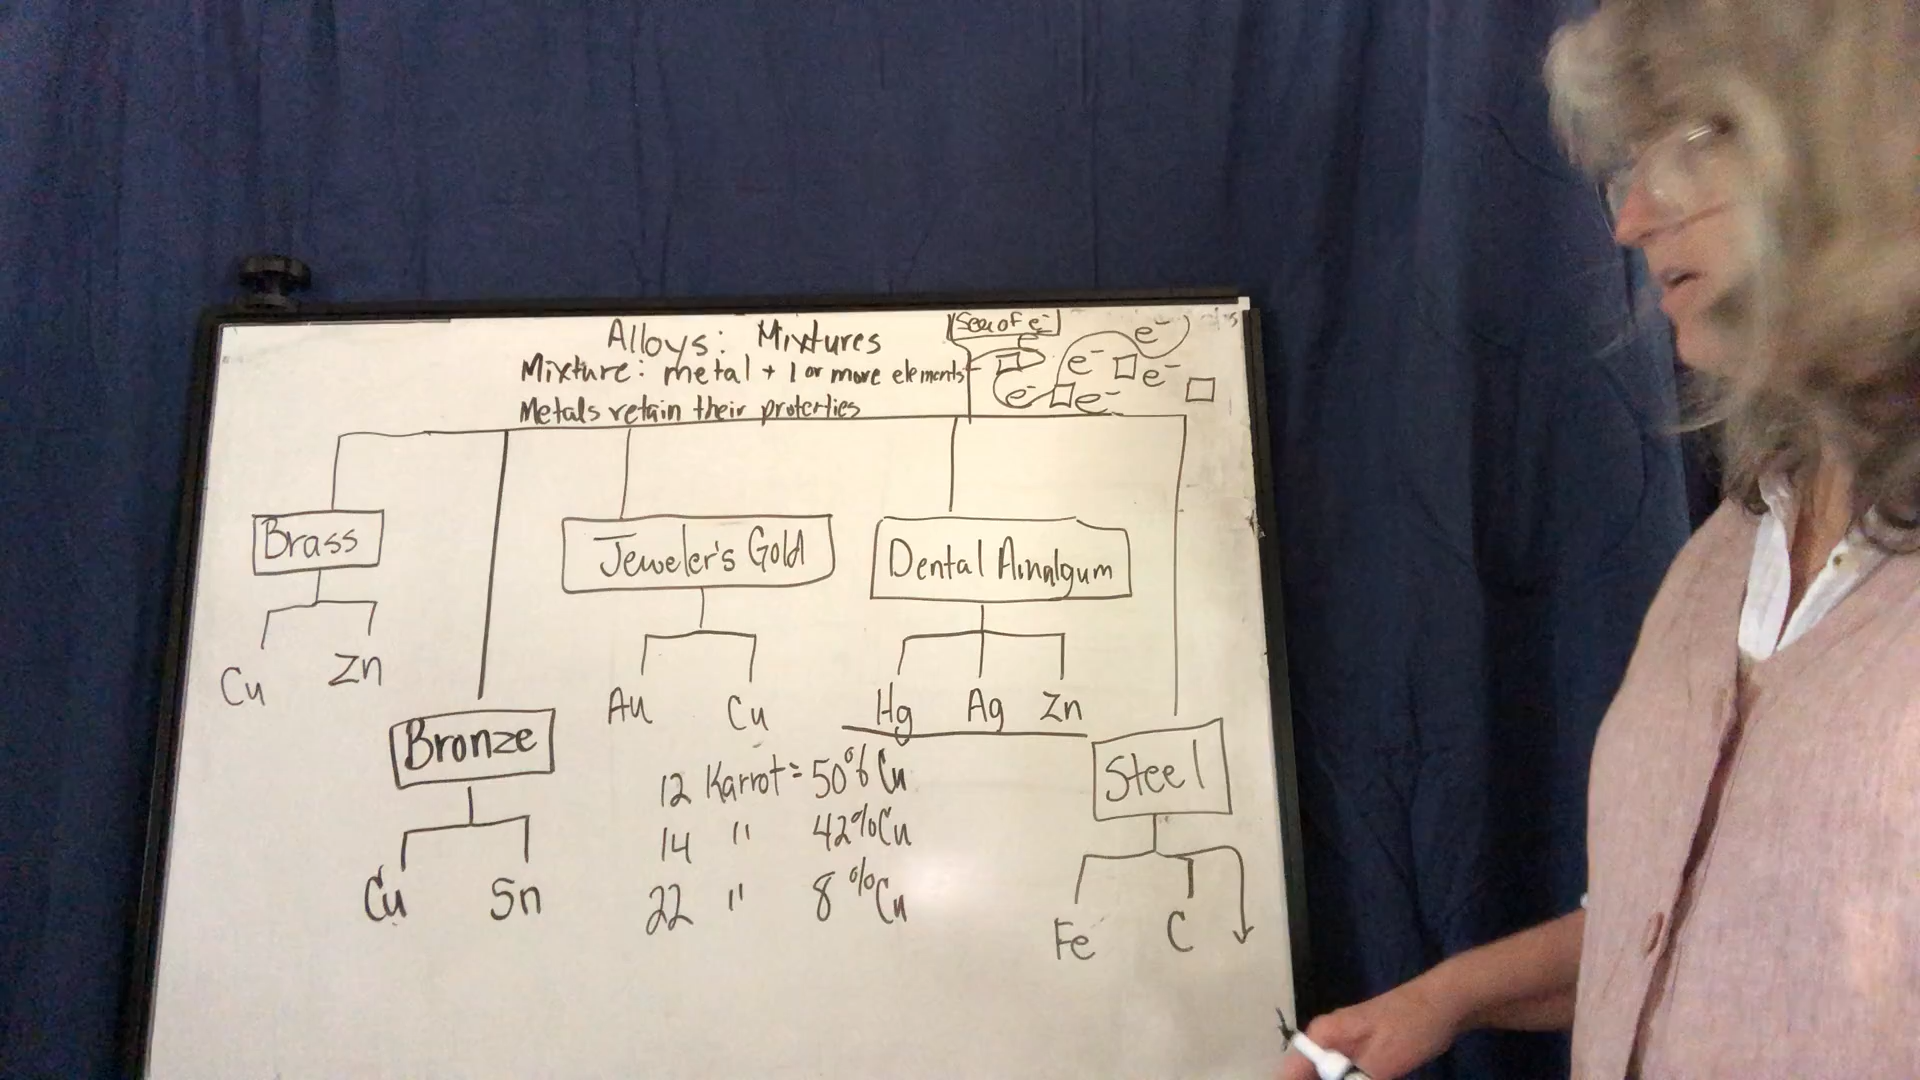 Alloys: Mixtures
Mixture: metal + 1 or more elements
Metals retain their proterties
Sea of e-
e-
e-
e-
e-
e-
e-
Brass
Cu Zn
Bronze
Cu Sn
Jeweler's Gold
Au Cu
12 Karrot = 50% Cu
14 " 42% Cu
22 " 8% Cu
Dental Amalgum
Hg Ag Zn
Steel
Fe C